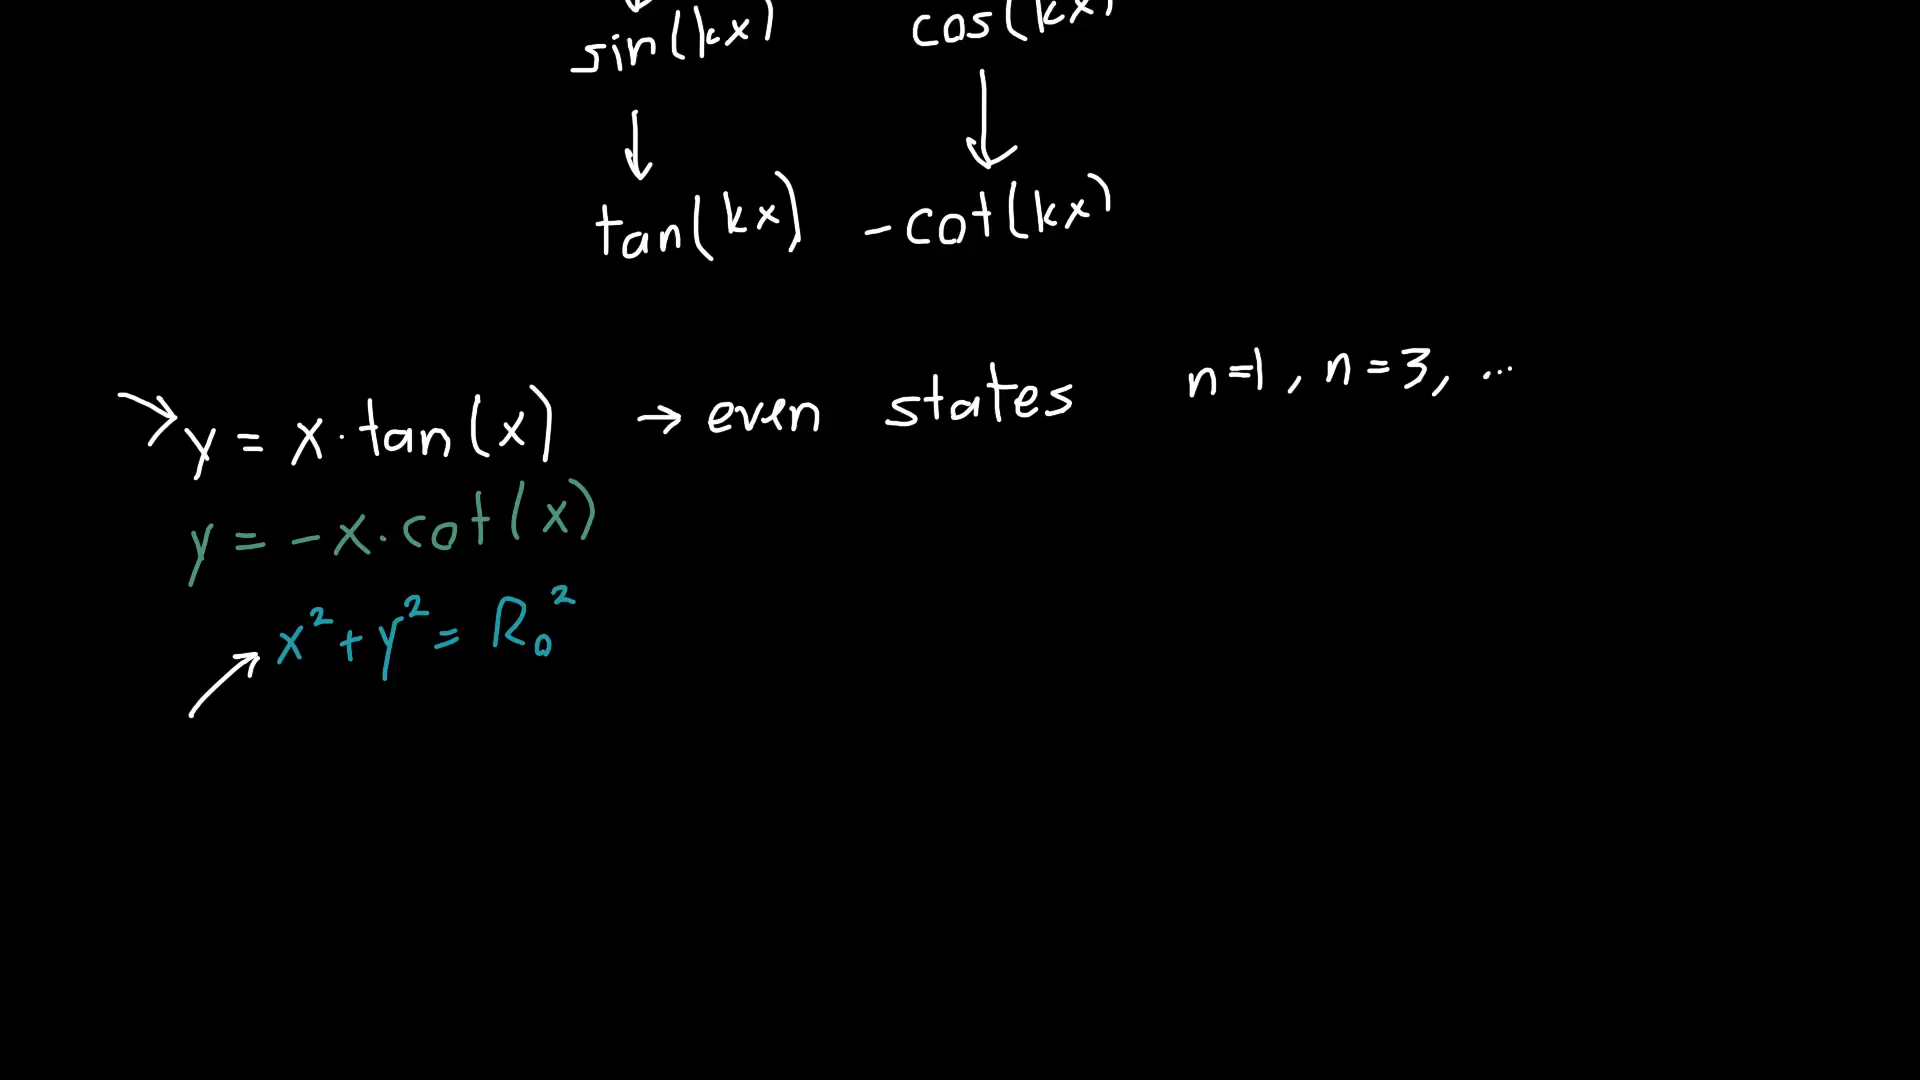 sin(kx) cos(kx)
tan(kx) -cot(kx)
y = x·tan(x) → even states n=1, n=3, ...
y = -x·cot(x)
x² + y² = R₀²